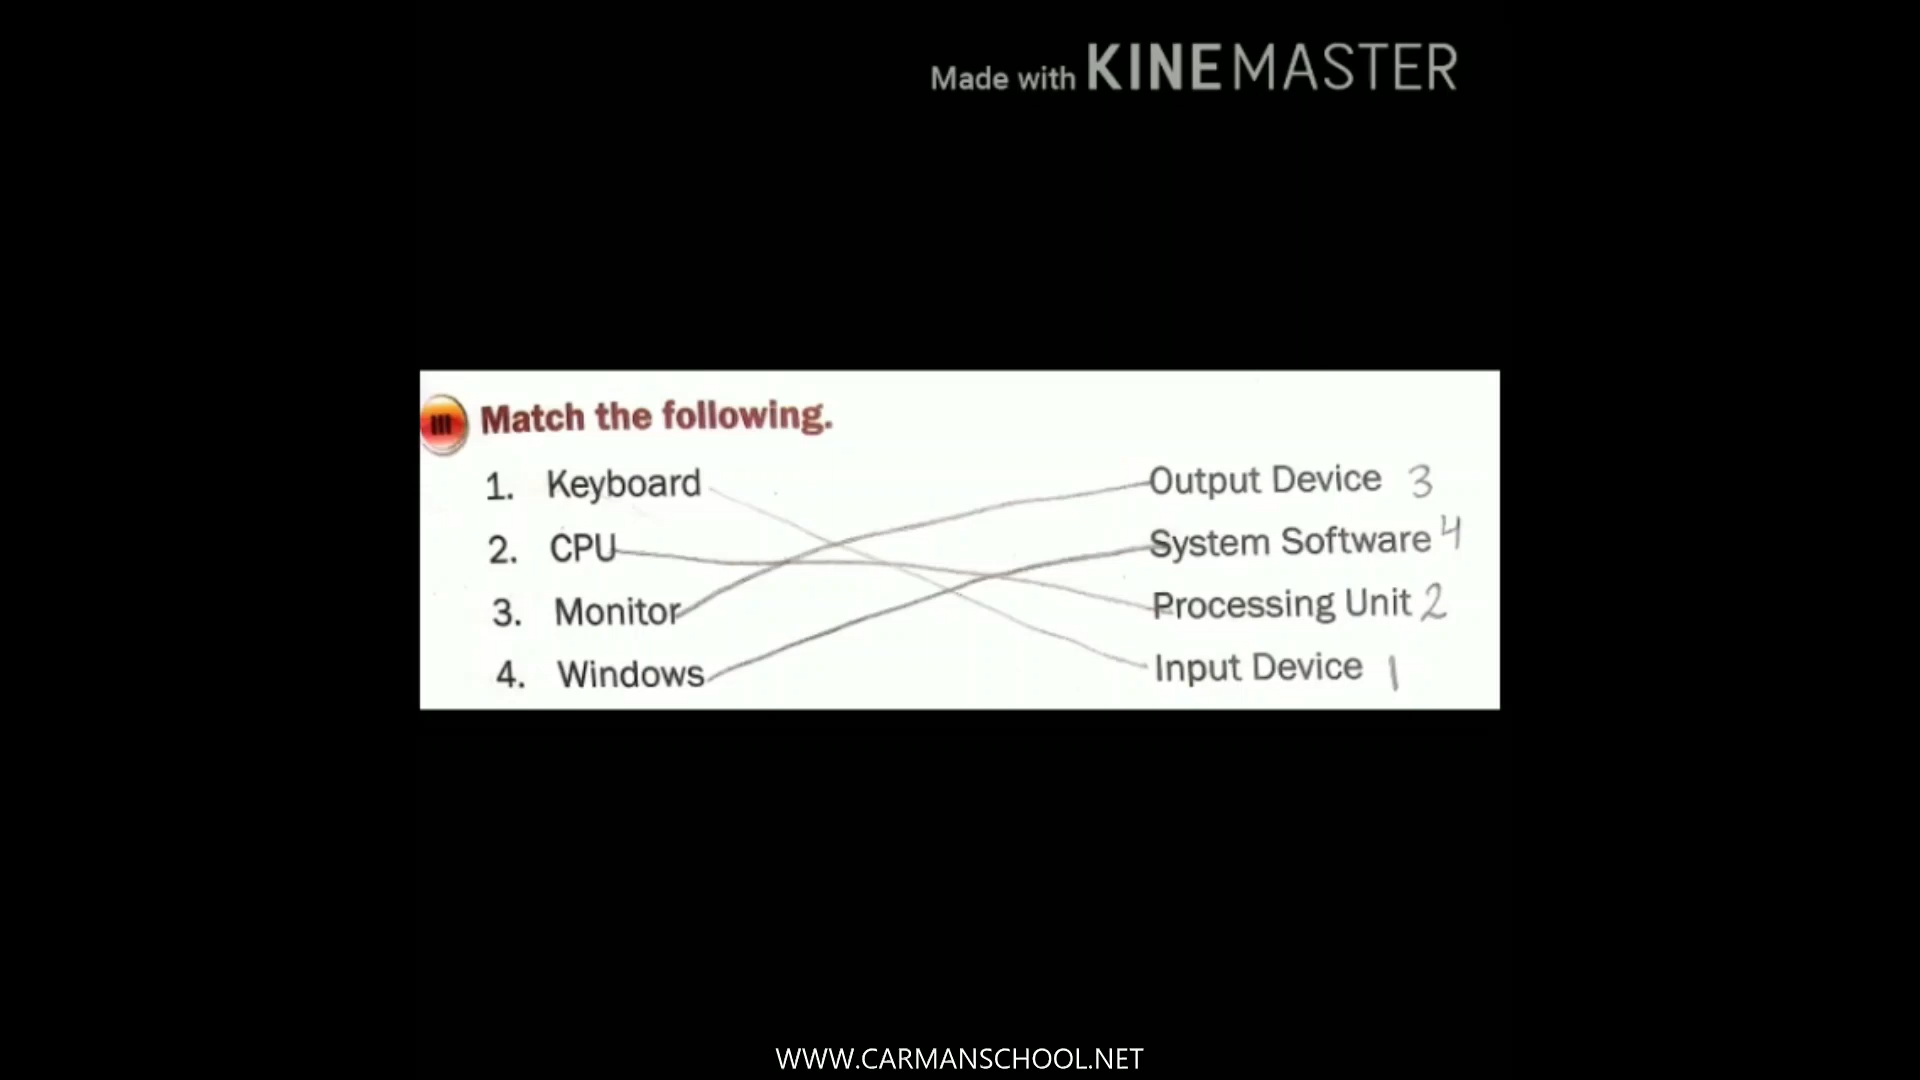 Made with KINEMASTER
III Match the following.
1. Keyboard Output Device 3
2. CPU System Software 4
3. Monitor Processing Unit 2
4. Windows Input Device 1
WWW.CARMANSCHOOL.NET